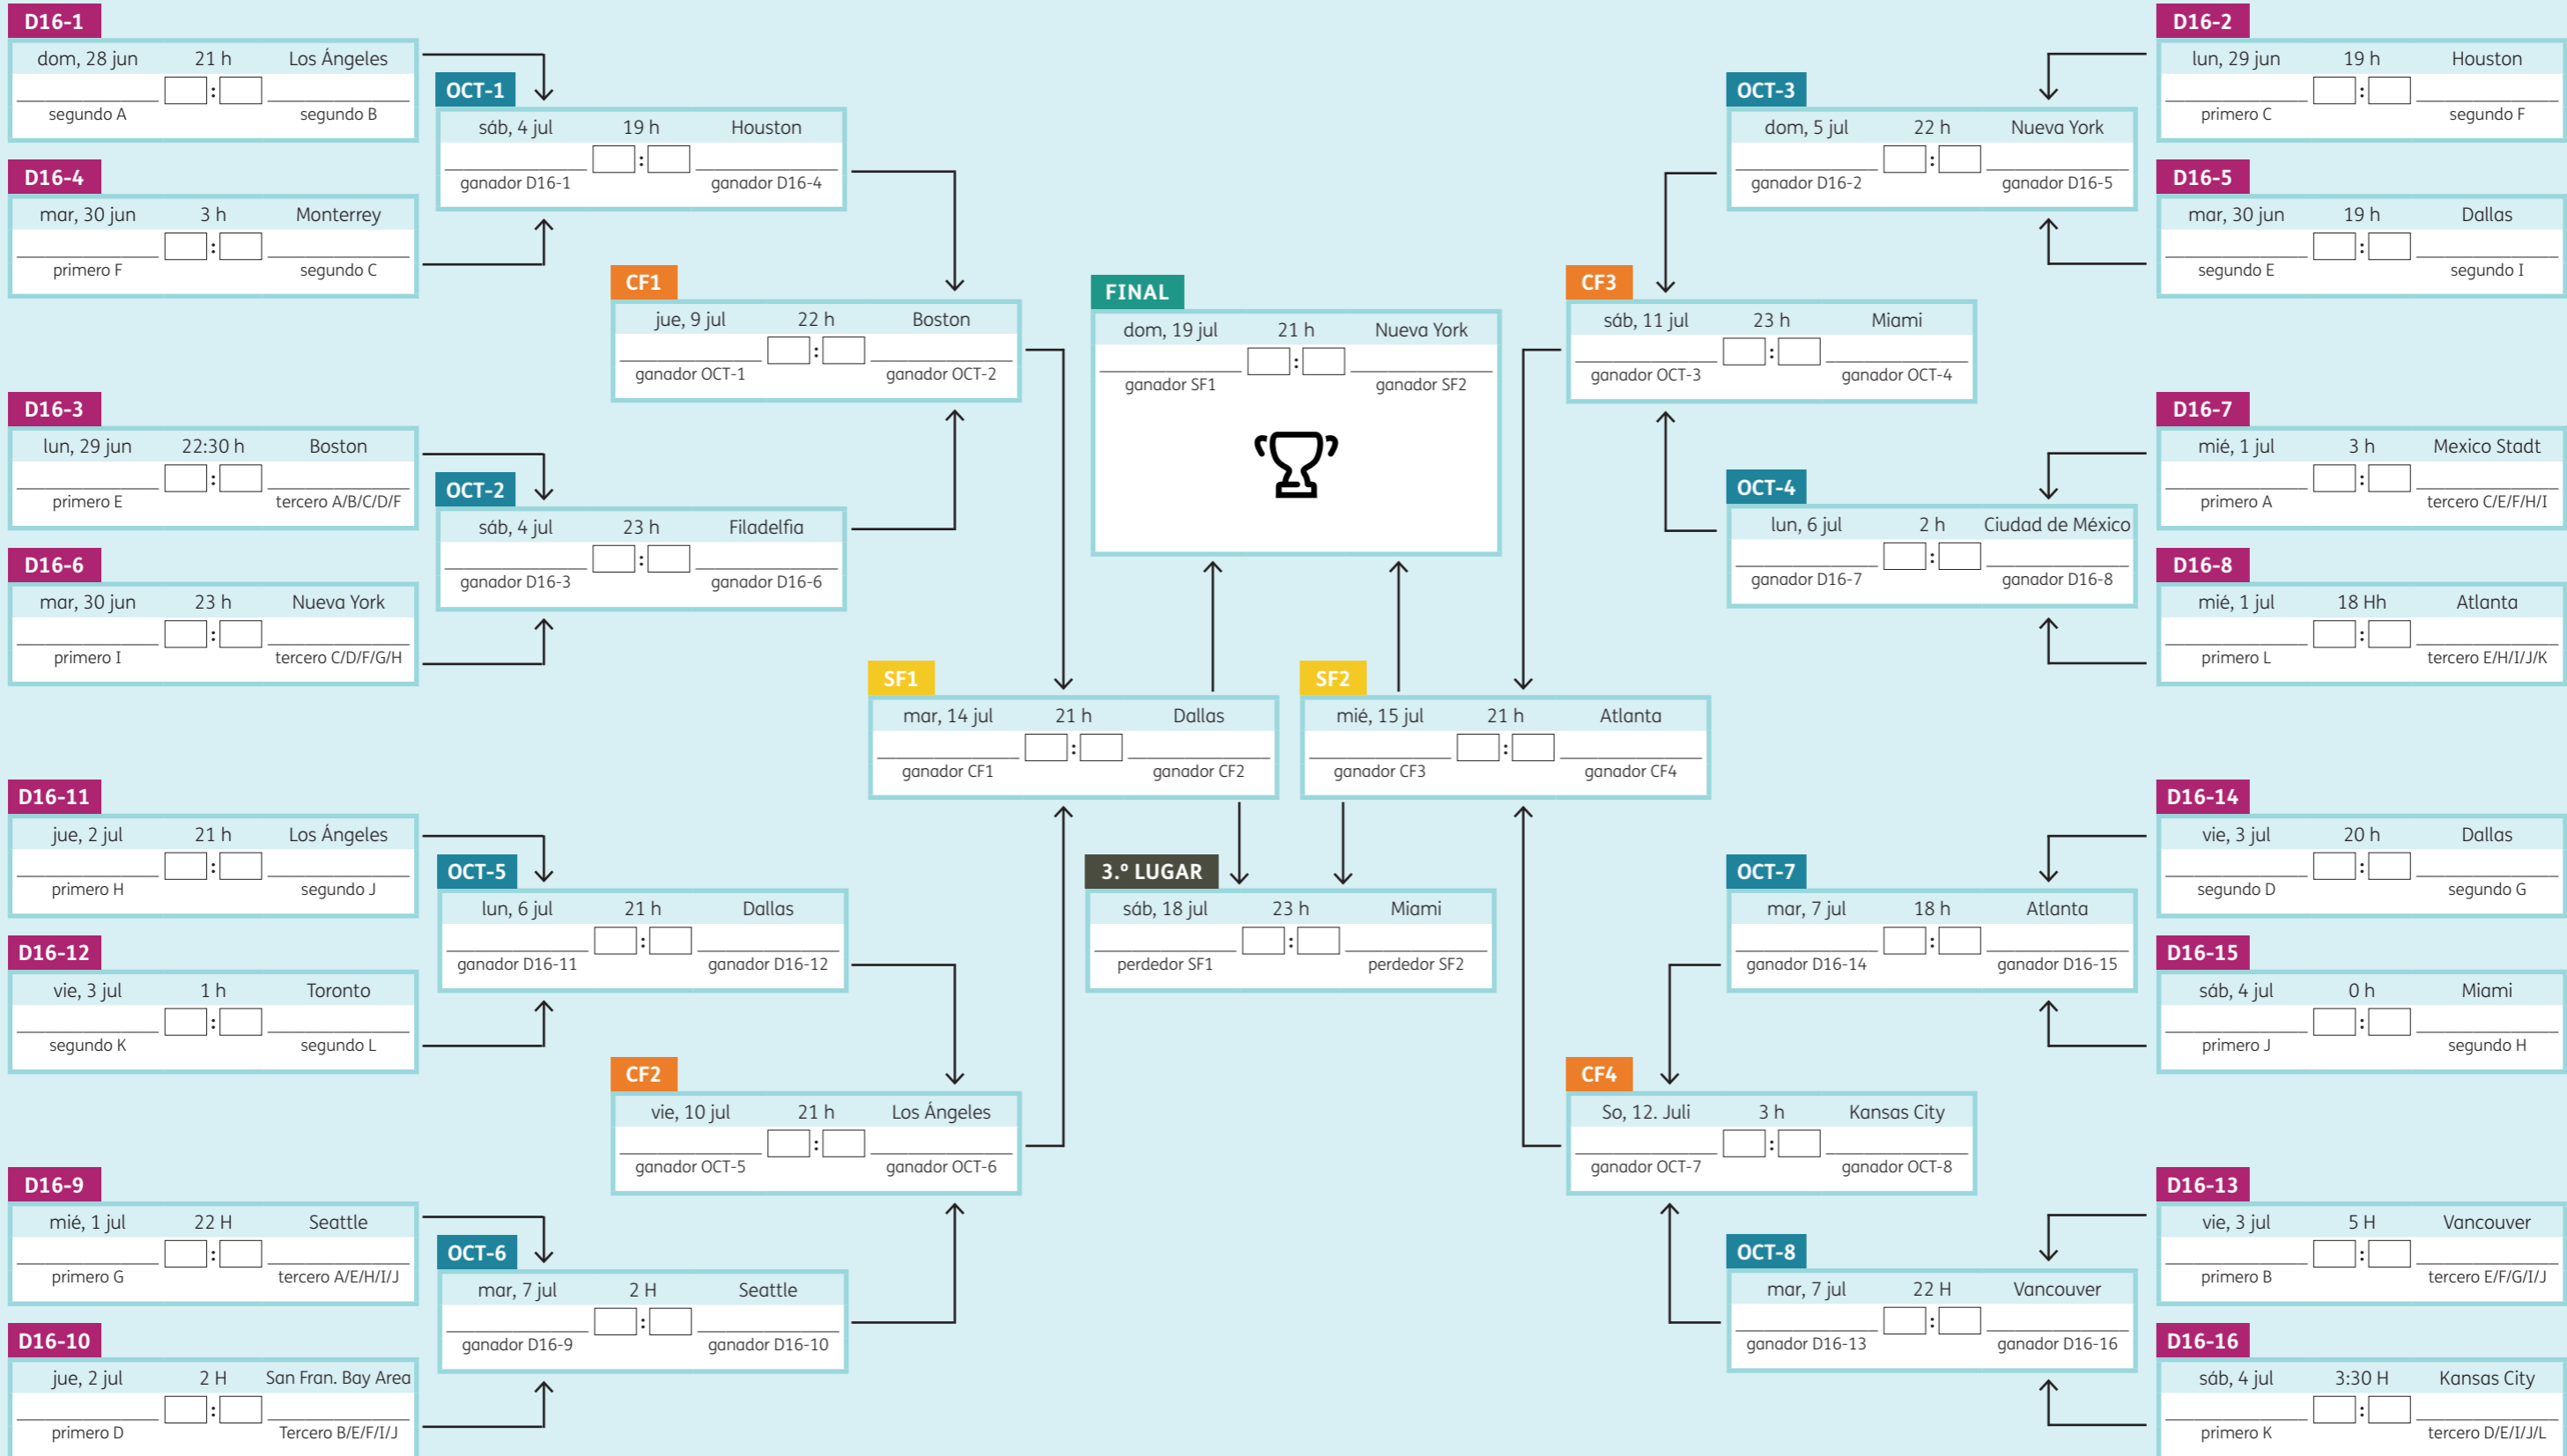 D16-1
dom, 28 jun 21 h Los Ángeles
:
segundo A segundo B
D16-4
mar, 30 jun 3 h Monterrey
:
primero F segundo C
OCT-1
sáb, 4 jul 19 h Houston
:
ganador D16-1 ganador D16-4
CF1
jue, 9 jul 22 h Boston
:
ganador OCT-1 ganador OCT-2
D16-3
lun, 29 jun 22:30 h Boston
:
primero E tercero A/B/C/D/F
OCT-2
sáb, 4 jul 23 h Filadelfia
:
ganador D16-3 ganador D16-6
D16-6
mar, 30 jun 23 h Nueva York
:
primero I tercero C/D/F/G/H
SF1
mar, 14 jul 21 h Dallas
:
ganador CF1 ganador CF2
D16-11
jue, 2 jul 21 h Los Ángeles
:
primero H segundo J
OCT-5
lun, 6 jul 21 h Dallas
:
ganador D16-11 ganador D16-12
D16-12
vie, 3 jul 1 h Toronto
:
segundo K segundo L
CF2
vie, 10 jul 21 h Los Ángeles
:
ganador OCT-5 ganador OCT-6
D16-9
mié, 1 jul 22 H Seattle
:
primero G tercero A/E/H/I/J
OCT-6
mar, 7 jul 2 H Seattle
:
ganador D16-9 ganador D16-10
D16-10
jue, 2 jul 2 H San Fran. Bay Area
:
primero D Tercero B/E/F/I/J
FINAL
dom, 19 jul 21 h Nueva York
:
ganador SF1 ganador SF2
3.º LUGAR
sáb, 18 jul 23 h Miami
:
perdedor SF1 perdedor SF2
SF2
mié, 15 jul 21 h Atlanta
:
ganador CF3 ganador CF4
D16-2
lun, 29 jun 19 h Houston
:
primero C segundo F
OCT-3
dom, 5 jul 22 h Nueva York
:
ganador D16-2 ganador D16-5
D16-5
mar, 30 jun 19 h Dallas
:
segundo E segundo I
CF3
sáb, 11 jul 23 h Miami
:
ganador OCT-3 ganador OCT-4
D16-7
mié, 1 jul 3 h Mexico Stadt
:
primero A tercero C/E/F/H/I
OCT-4
lun, 6 jul 2 h Ciudad de México
:
ganador D16-7 ganador D16-8
D16-8
mié, 1 jul 18 Hh Atlanta
:
primero L tercero E/H/I/J/K
D16-14
vie, 3 jul 20 h Dallas
:
segundo D segundo G
OCT-7
mar, 7 jul 18 h Atlanta
:
ganador D16-14 ganador D16-15
D16-15
sáb, 4 jul 0 h Miami
:
primero J segundo H
CF4
So, 12. Juli 3 h Kansas City
:
ganador OCT-7 ganador OCT-8
D16-13
vie, 3 jul 5 H Vancouver
:
primero B tercero E/F/G/I/J
OCT-8
mar, 7 jul 22 H Vancouver
:
ganador D16-13 ganador D16-16
D16-16
sáb, 4 jul 3:30 H Kansas City
:
primero K tercero D/E/I/J/L